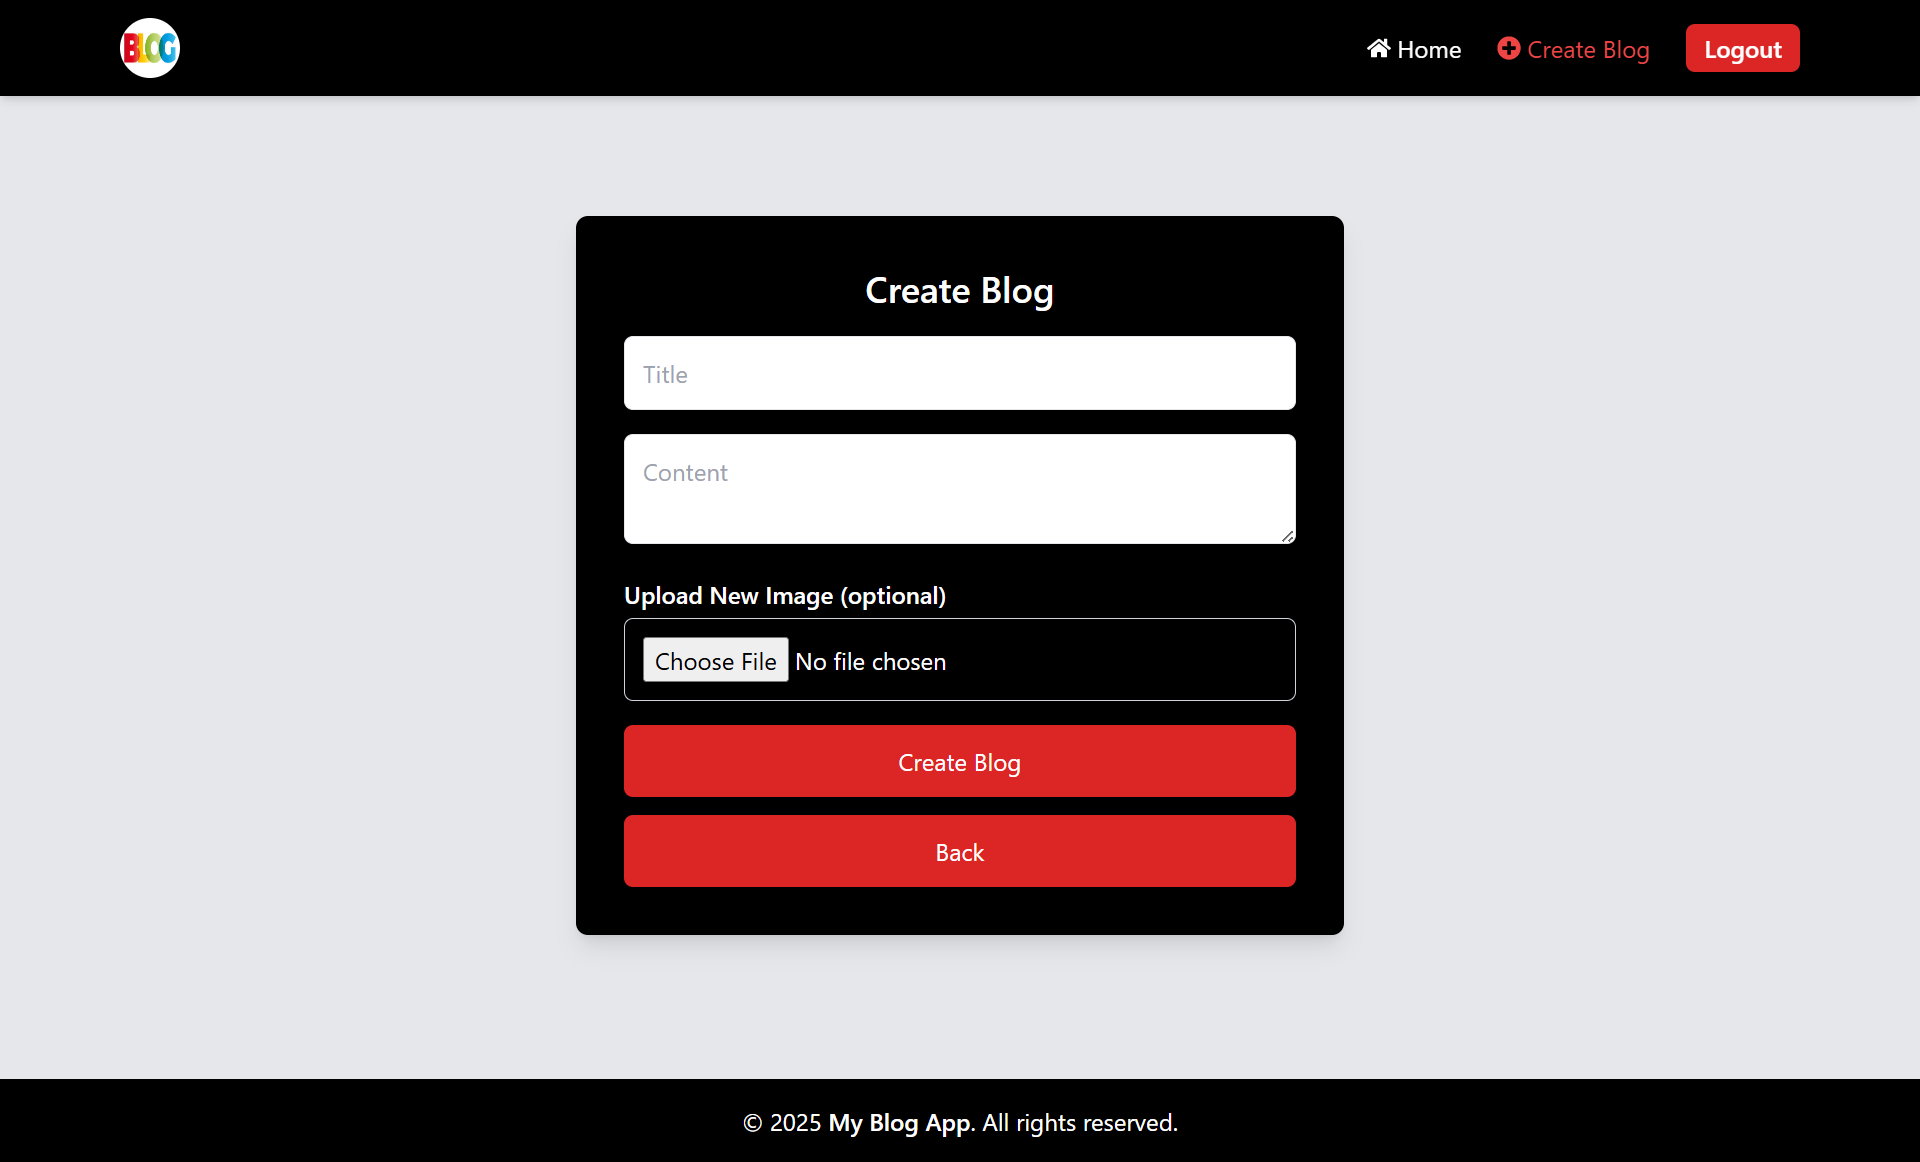 BLOG
Home
Create Blog
Logout
Create Blog
Title
Content
Upload New Image (optional)
Choose File No file chosen
Create Blog
Back
© 2025 My Blog App. All rights reserved.